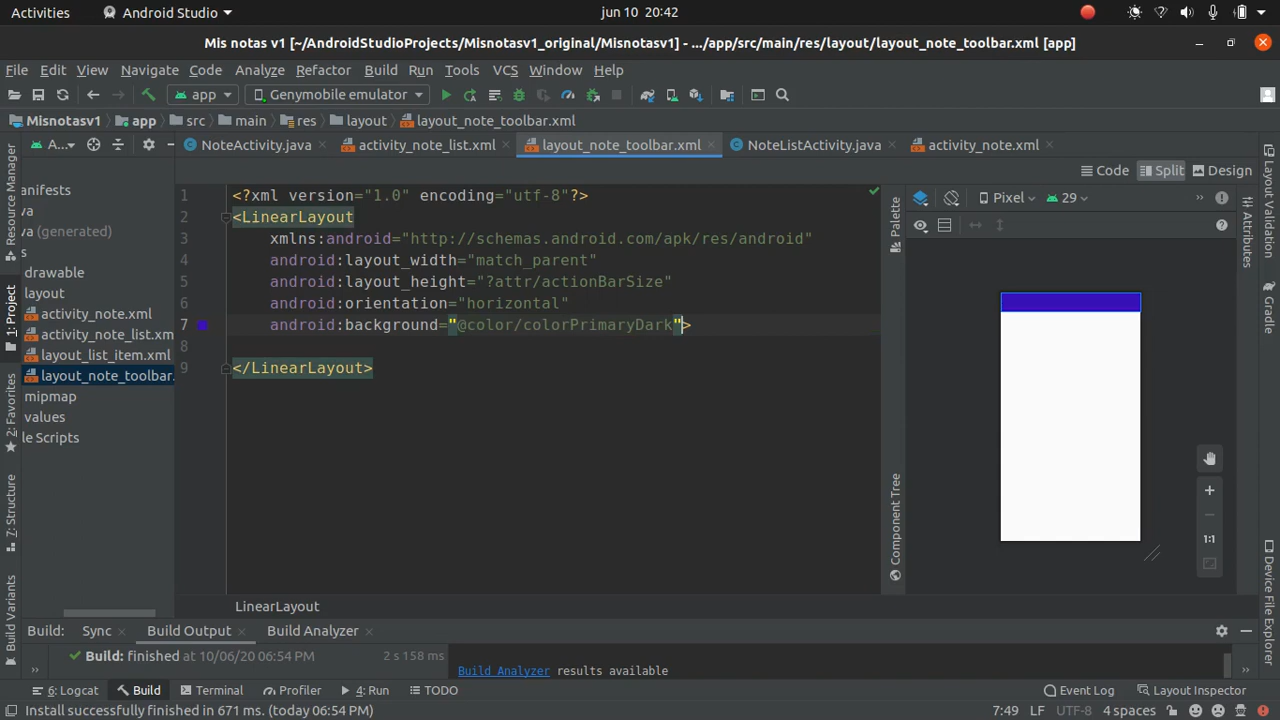 Activities Android Studio jun 10 20:42
Mis notas v1 [~/AndroidStudioProjects/Misnotasv1_original/Misnotasv1] - .../app/src/main/res/layout/layout_note_toolbar.xml [app]
File Edit View Navigate Code Analyze Refactor Build Run Tools VCS Window Help
app Genymobile emulator
Misnotasv1 app src main res layout layout_note_toolbar.xml
A... NoteActivity.java activity_note_list.xml layout_note_toolbar.xml NoteListActivity.java activity_note.xml
Code Split Design
Resource Manager
1: Project
2: Favorites
7: Structure
Build Variants
anifests
va
va (generated)
s
drawable
layout
activity_note.xml
activity_note_list.xml
layout_list_item.xml
layout_note_toolbar.
mipmap
values
le Scripts
1 <?xml version="1.0" encoding="utf-8"?>
2 <LinearLayout
3 xmlns:android="http://schemas.android.com/apk/res/android"
4 android:layout_width="match_parent"
5 android:layout_height="?attr/actionBarSize"
6 android:orientation="horizontal"
7 android:background="@color/colorPrimaryDark">
8
9 </LinearLayout>
LinearLayout
Palette
Component Tree
Pixel 29
1:1
Attributes
Layout Validation
Gradle
Device File Explorer
Build: Sync Build Output Build Analyzer
Build: finished at 10/06/20 06:54 PM 2 s 158 ms
Build Analyzer results available
6: Logcat Build Terminal Profiler 4: Run TODO Event Log Layout Inspector
Install successfully finished in 671 ms. (today 06:54 PM) 7:49 LF UTF-8 4 spaces